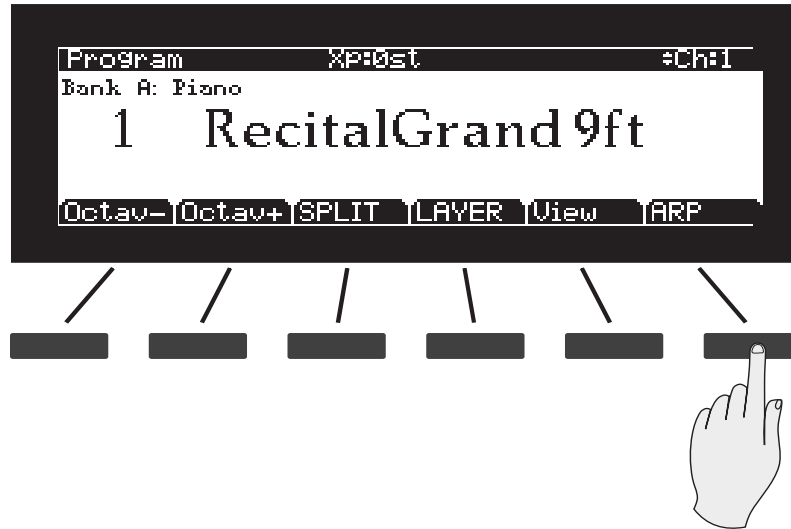 Program Xp:0st ÷Ch:1
Bank A: Piano
1 RecitalGrand 9ft
Octav- Octav+ SPLIT LAYER View ARP